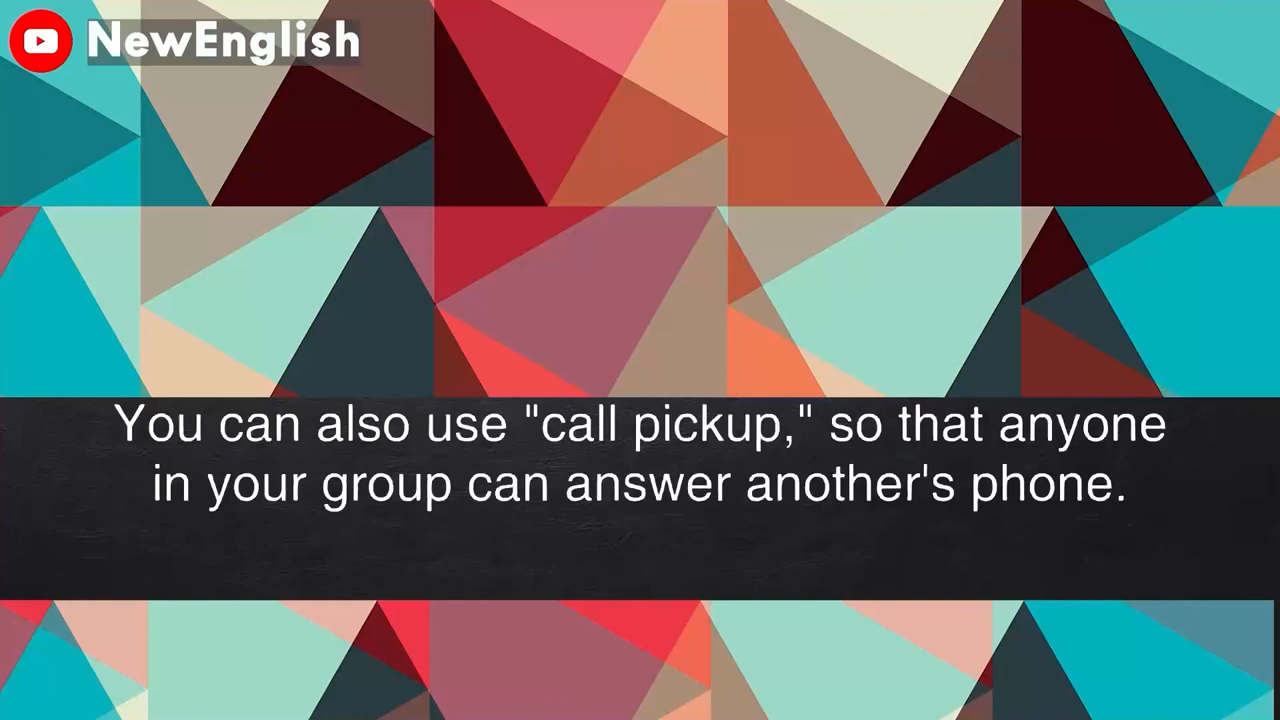 NewEnglish
You can also use "call pickup," so that anyone
in your group can answer another's phone.